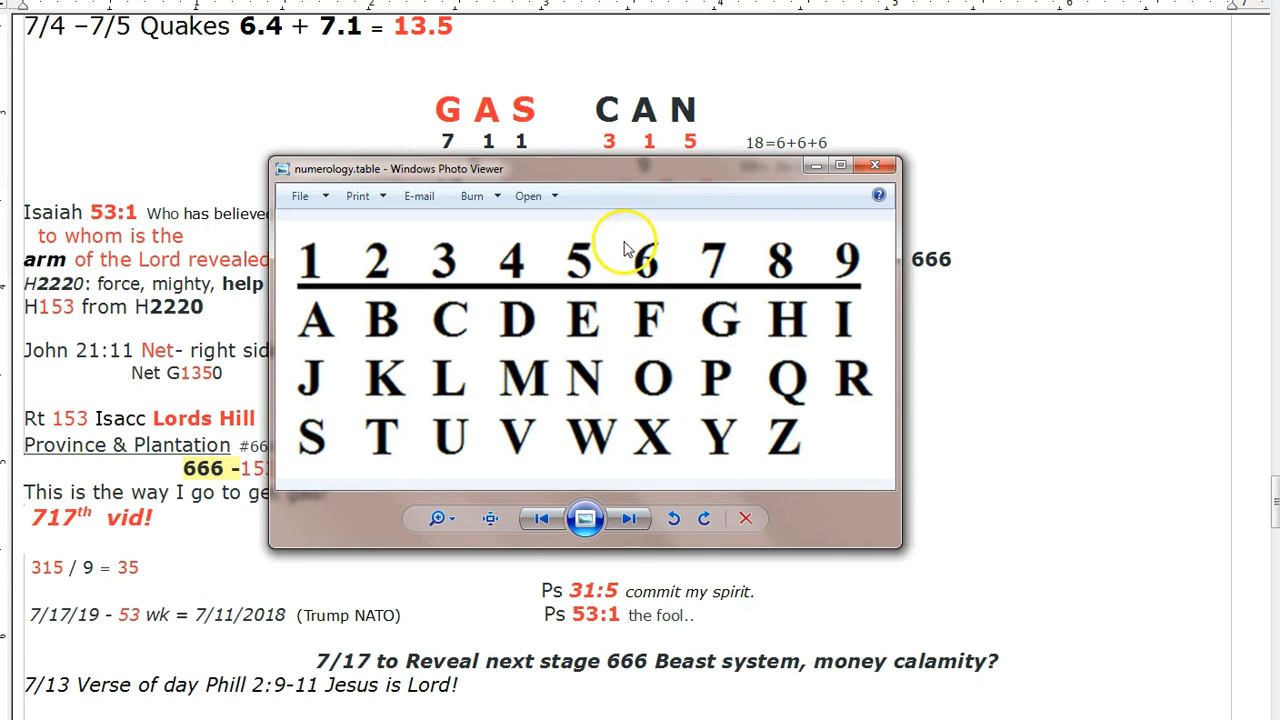 7/4 –7/5 Quakes 6.4 + 7.1 = 13.5
G A S C A N
7 1 1 3 1 5 18=6+6+6
numerology.table - Windows Photo Viewer
File Print E-mail Burn Open
1 2 3 4 5 6 7 8 9
A B C D E F G H I
J K L M N O P Q R
S T U V W X Y Z
Isaiah 53:1 Who has believed
to whom is the
arm of the Lord revealed
666
H2220: force, mighty, help
H153 from H2220
John 21:11 Net- right sid
Net G1350
Rt 153 Isacc Lords Hill
Province & Plantation #66
666 -153
This is the way I go to get gas!
717th vid!
315 / 9 = 35
Ps 31:5 commit my spirit.
7/17/19 - 53 wk = 7/11/2018 (Trump NATO)
Ps 53:1 the fool..
7/17 to Reveal next stage 666 Beast system, money calamity?
7/13 Verse of day Phill 2:9-11 Jesus is Lord!